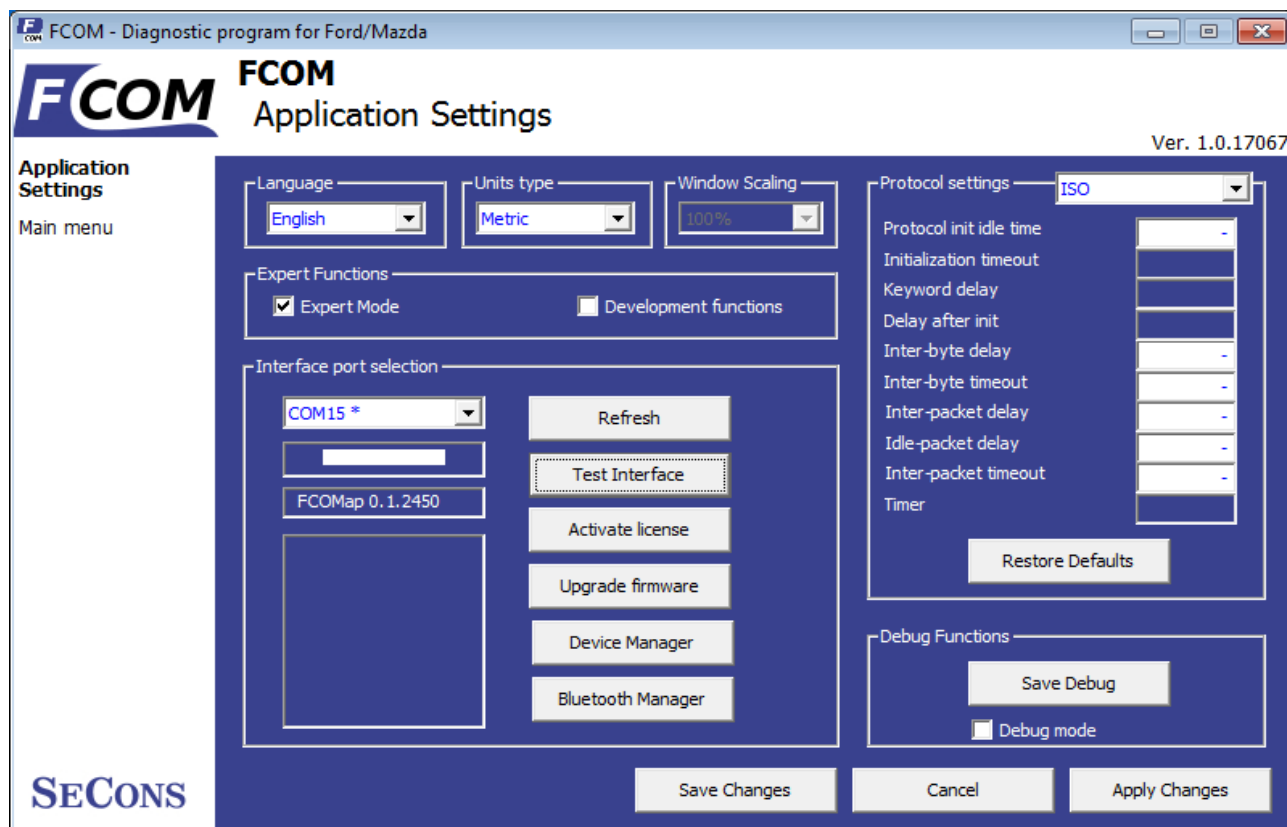 FCOM - Diagnostic program for Ford/Mazda
FCOM
FCOM
Application Settings
Ver. 1.0.17067
Application
Settings
Main menu
Language
English
Units type
Metric
Window Scaling
100%
Expert Functions
Expert Mode
Development functions
Interface port selection
COM15 *
FCOMap 0.1.2450
Refresh
Test Interface
Activate license
Upgrade firmware
Device Manager
Bluetooth Manager
Protocol settings
ISO
Protocol init idle time -
Initialization timeout
Keyword delay
Delay after init
Inter-byte delay -
Inter-byte timeout -
Inter-packet delay -
Idle-packet delay -
Inter-packet timeout -
Timer
Restore Defaults
Debug Functions
Save Debug
Debug mode
SECONS
Save Changes
Cancel
Apply Changes